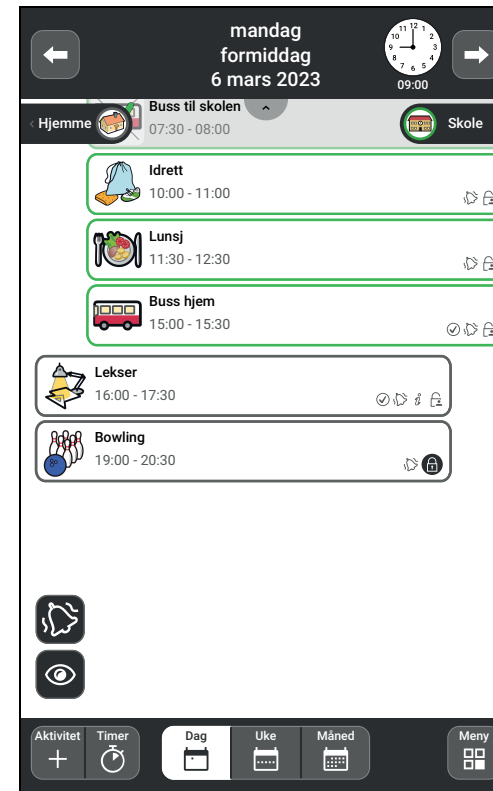 mandag
formiddag
6 mars 2023
11 12 1
10 2
9 3
8 4
7 6 5
09:00
Hjemme
Buss til skolen
07:30 - 08:00
Skole
Idrett
10:00 - 11:00
Lunsj
11:30 - 12:30
Buss hjem
15:00 - 15:30
Lekser
16:00 - 17:30
Bowling
19:00 - 20:30
Aktivitet
Timer
Dag
Uke
Måned
Meny